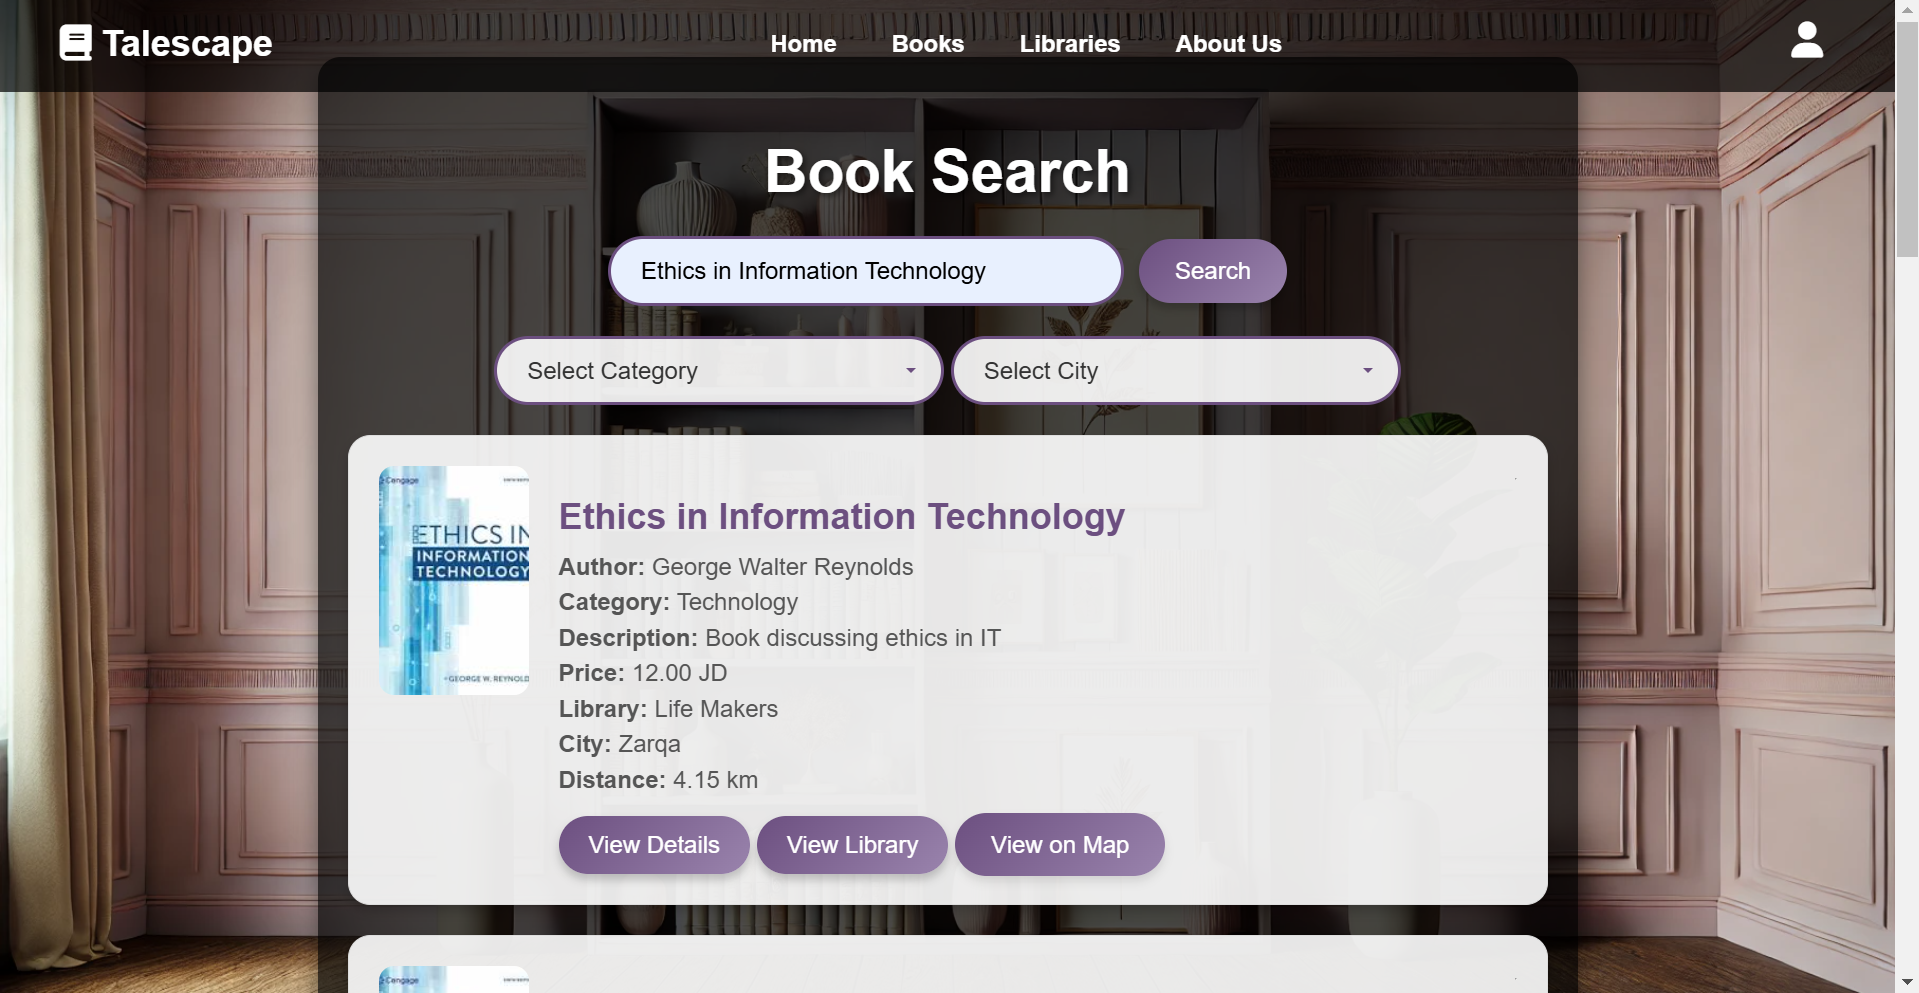 Talescape
Home
Books
Libraries
About Us
Book Search
Ethics in Information Technology
Search
Select Category
Select City
Cengage
ETHICS IN
INFORMATION
TECHNOLOGY
GEORGE W. REYNOLD
Ethics in Information Technology
Author: George Walter Reynolds
Category: Technology
Description: Book discussing ethics in IT
Price: 12.00 JD
Library: Life Makers
City: Zarqa
Distance: 4.15 km
View Details
View Library
View on Map
Cengage